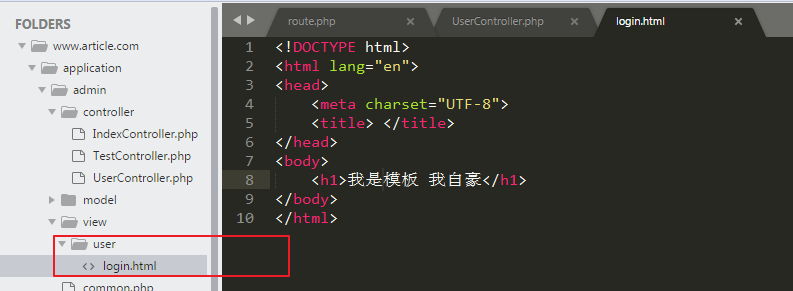 FOLDERS
www.article.com
application
admin
controller
IndexController.php
TestController.php
UserController.php
model
view
user
<> login.html
common.php
route.php × UserController.php × login.html ×
1 <!DOCTYPE html>
2 <html lang="en">
3 <head>
4 <meta charset="UTF-8">
5 <title> </title>
6 </head>
7 <body>
8 <h1>我是模板 我自豪</h1>
9 </body>
10 </html>